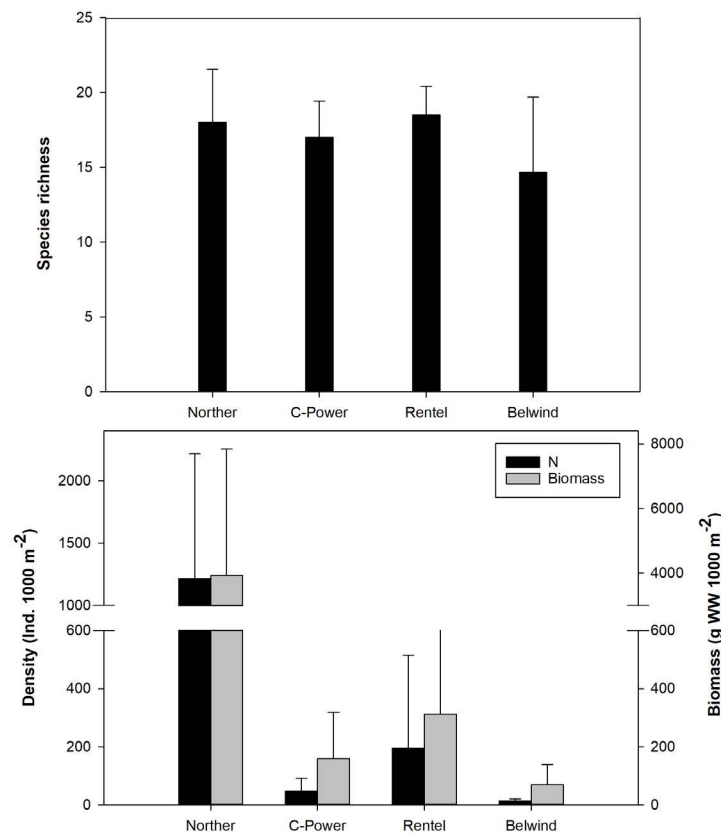 25
20
15
10
5
0
Species richness
Norther C-Power Rentel Belwind
2000
1500
1000
600
400
200
0
Density (Ind. 1000 m-2)
N
Biomass
8000
6000
4000
600
400
200
0
Biomass (g WW 1000 m-2)
Norther C-Power Rentel Belwind